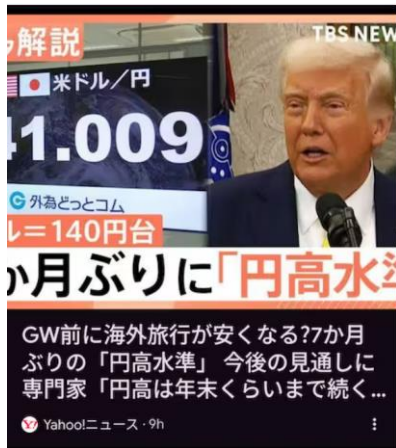 解説
TBS NEW
米ドル/円
41.009
外為どっとコム
ル=140円台
か月ぶりに「円高水準
GW前に海外旅行が安くなる?7か月
ぶりの「円高水準」 今後の見通しに
専門家「円高は年末くらいまで続く...
Yahoo!ニュース・9h